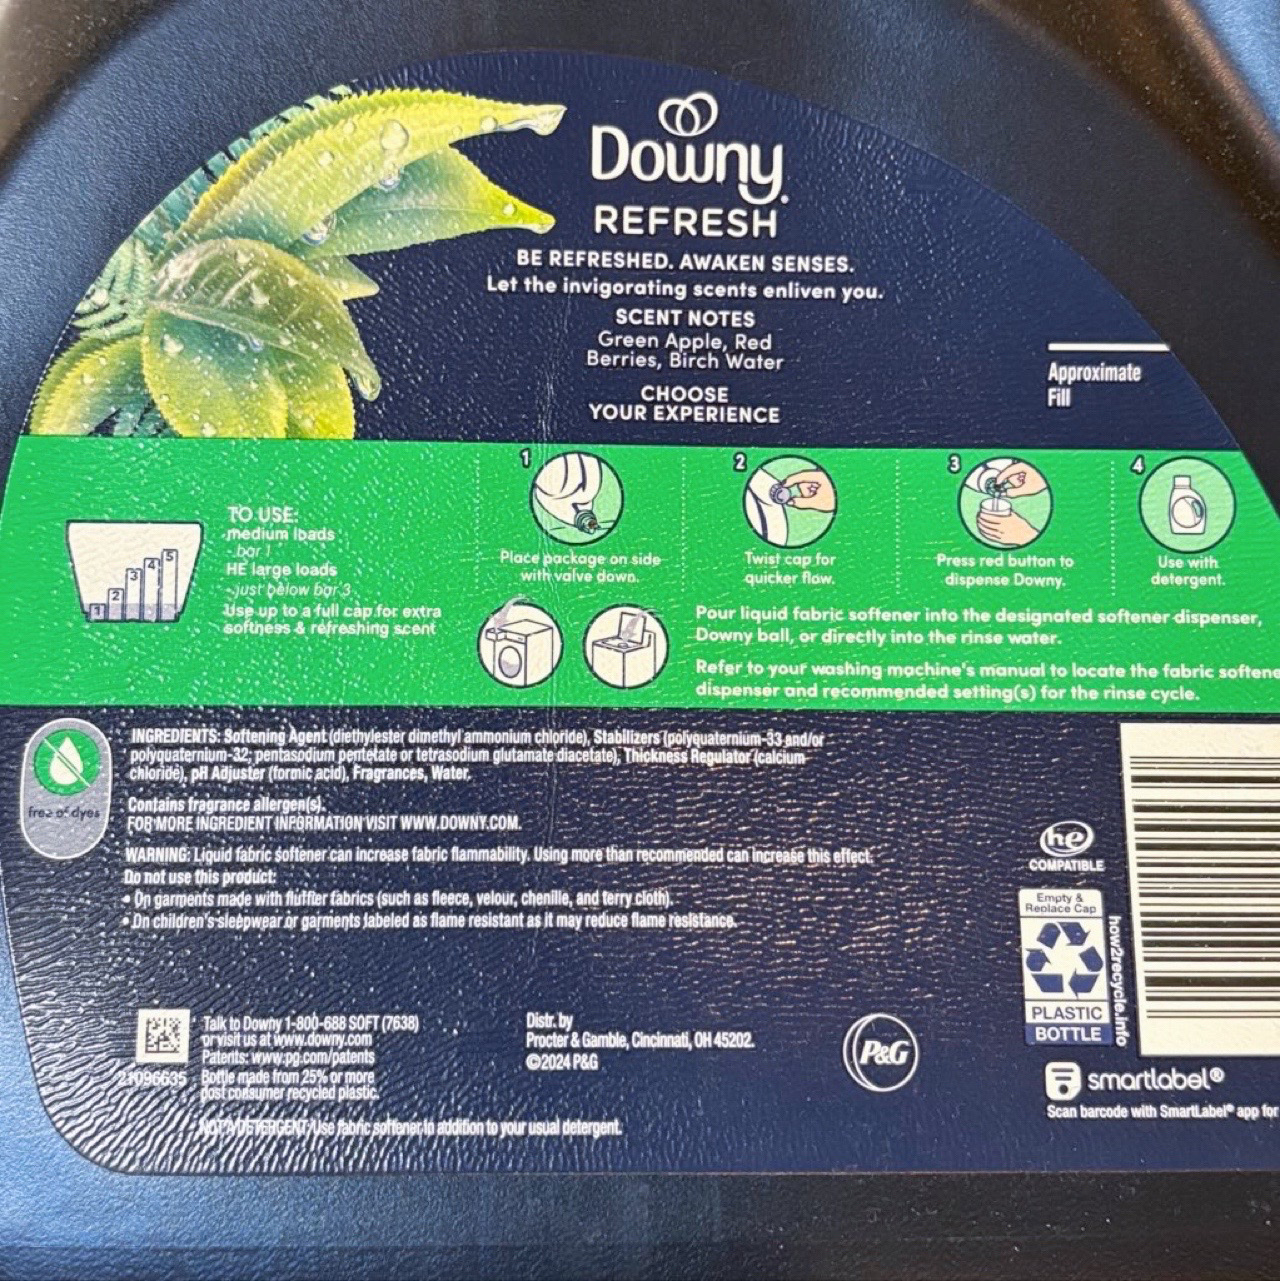 Downy
REFRESH
BE REFRESHED. AWAKEN SENSES.
Let the invigorating scents enliven you.
SCENT NOTES
Green Apple, Red
Berries, Birch Water
CHOOSE
YOUR EXPERIENCE
Approximate
Fill
1 2 3 4 5
TO USE:
medium loads
- bar 1
HE large loads
- just below bar 3
Use up to a full cap for extra
softness & refreshing scent
1
Place package on side
with valve down.
2
Twist cap for
quicker flow.
3
Press red button to
dispense Downy.
4
Use with
detergent.
Pour liquid fabric softener into the designated softener dispenser,
Downy ball, or directly into the rinse water.
Refer to your washing machine's manual to locate the fabric softene
dispenser and recommended setting(s) for the rinse cycle.
free of dyes
INGREDIENTS: Softening Agent (diethylester dimethyl ammonium chloride), Stabilizers (polyquaternium-33 and/or
polyquaternium-32; pentasodium pentetate or tetrasodium glutamate diacetate), Thickness Regulator (calcium
chloride), pH Adjuster (formic acid), Fragrances, Water.
Contains fragrance allergen(s).
FOR MORE INGREDIENT INFORMATION VISIT WWW.DOWNY.COM.
WARNING: Liquid fabric softener can increase fabric flammability. Using more than recommended can increase this effect.
Do not use this product:
• On garments made with fluffier fabrics (such as fleece, velour, chenille, and terry cloth).
• On children's sleepwear or garments labeled as flame resistant as it may reduce flame resistance.
he
COMPATIBLE
Empty &
Replace Cap
PLASTIC
BOTTLE
how2recycle.info
Talk to Downy 1-800-688 SOFT (7638)
or visit us at www.downy.com
Patents: www.pg.com/patents
Bottle made from 25% or more
post consumer recycled plastic.
21096635
Distr. by
Procter & Gamble, Cincinnati, OH 45202.
©2024 P&G
P&G
smartlabel®
Scan barcode with SmartLabel® app for
NOT A DETERGENT: Use fabric softener in addition to your usual detergent.